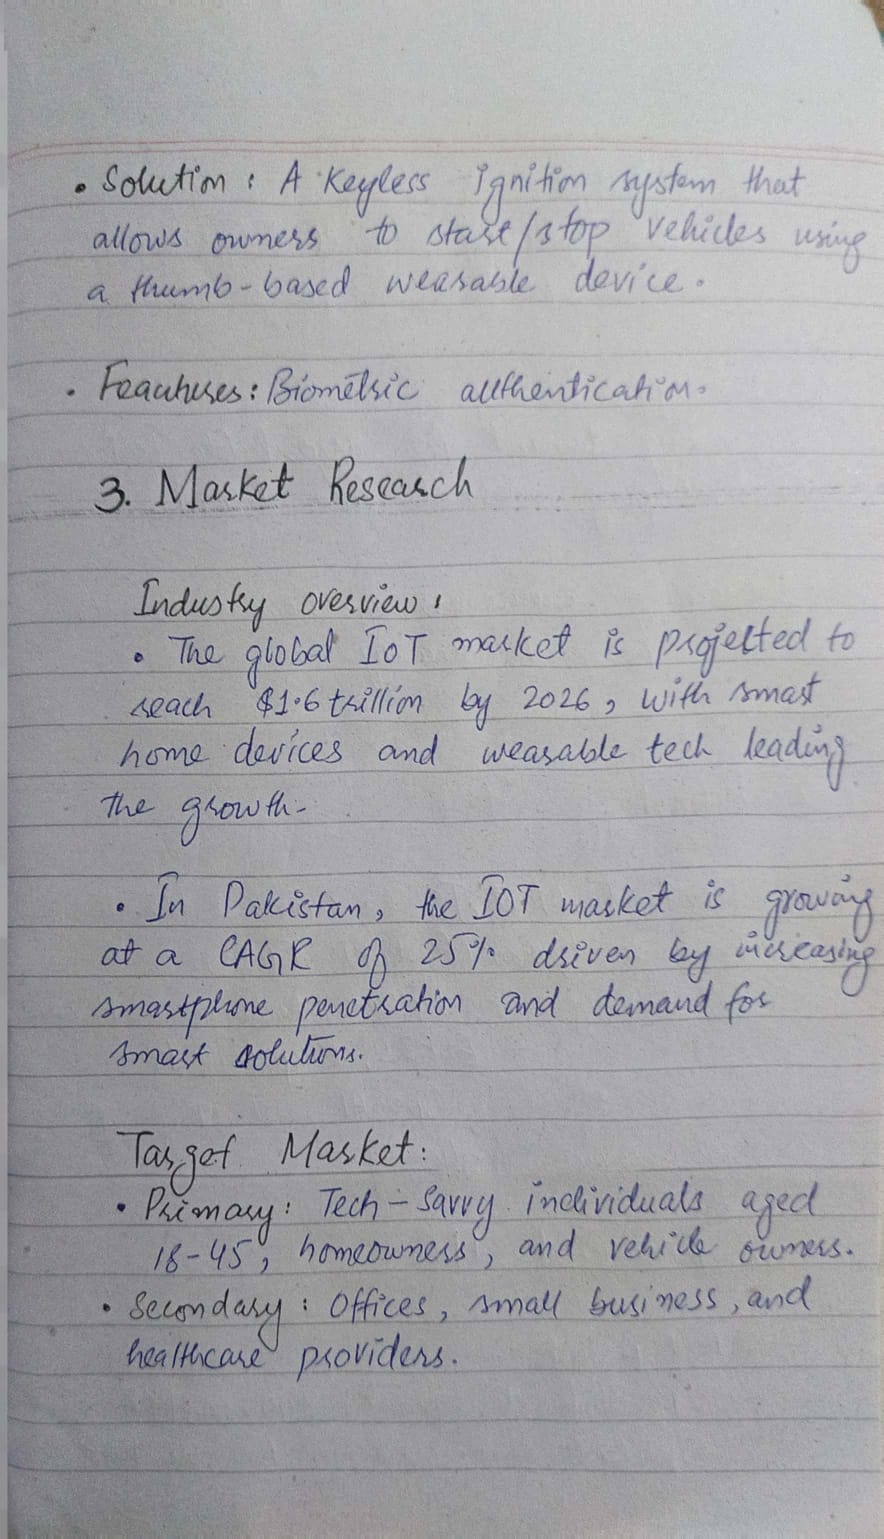 • Solution : A Keyless ignition system that
allows owners to start/stop vehicles using
a thumb-based wearable device.
• Feautures: Biometric authentication.
3. Market Research
Industry overview :
• The global IoT market is projected to
reach $1.6 trillion by 2026, with smart
home devices and wearable tech leading
the growth-
• In Pakistan, the IOT market is growing
at a CAGR of 25% driven by increasing
smartphone penetration and demand for
smart solutions.
Target Market:
• Primary: Tech-Savvy individuals aged
18-45, homeowners, and vehicle owners.
• Secondary : Offices, small business, and
healthcare providers.